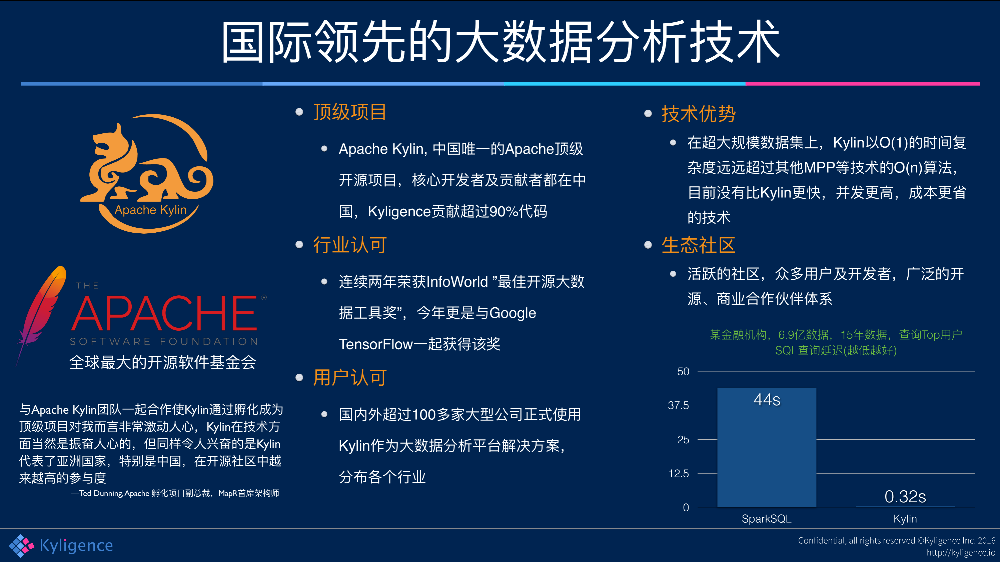 国际领先的大数据分析技术
Apache Kylin
THE
APACHE®
SOFTWARE FOUNDATION
全球最大的开源软件基金会
与Apache Kylin团队一起合作使Kylin通过孵化成为
顶级项目对我而言非常激动人心，Kylin在技术方
面当然是振奋人心的，但同样令人兴奋的是Kylin
代表了亚洲国家，特别是中国，在开源社区中越
来越高的参与度
—Ted Dunning,Apache 孵化项目副总裁，MapR首席架构师
顶级项目
Apache Kylin, 中国唯一的Apache顶级
开源项目，核心开发者及贡献者都在中
国，Kyligence贡献超过90%代码
行业认可
连续两年荣获InfoWorld ”最佳开源大数
据工具奖”，今年更是与Google
TensorFlow一起获得该奖
用户认可
国内外超过100多家大型公司正式使用
Kylin作为大数据分析平台解决方案，
分布各个行业
技术优势
在超大规模数据集上，Kylin以O(1)的时间复
杂度远远超过其他MPP等技术的O(n)算法，
目前没有比Kylin更快，并发更高，成本更省
的技术
生态社区
活跃的社区，众多用户及开发者，广泛的开
源、商业合作伙伴体系
某金融机构，6.9亿数据，15年数据，查询Top用户
SQL查询延迟(越低越好)
50
37.5
25
12.5
0
44s
0.32s
SparkSQL
Kylin
Kyligence
Confidential, all rights reserved ©Kyligence Inc. 2016
http://kyligence.io